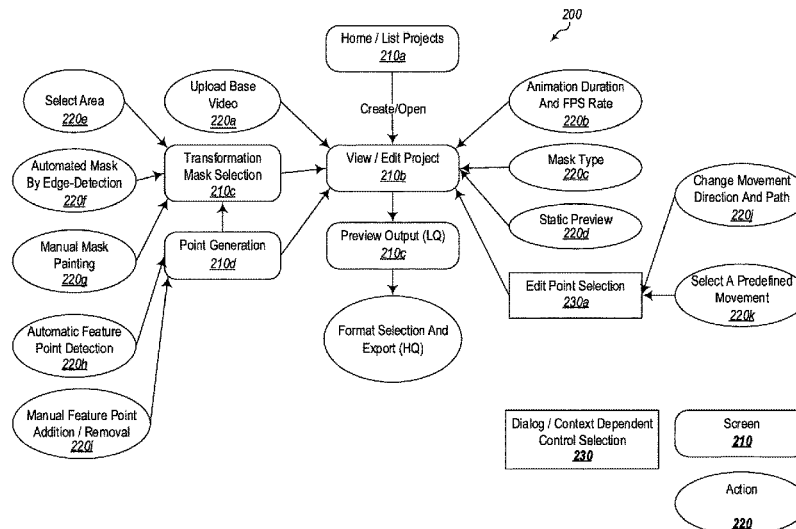 200
Home / List Projects
210a
Create/Open
Select Area
220e
Upload Base
Video
220a
Animation Duration
And FPS Rate
220b
Automated Mask
By Edge-Detection
220f
Transformation
Mask Selection
210c
View / Edit Project
210b
Mask Type
220c
Change Movement
Direction And Path
220j
Manual Mask
Painting
220g
Point Generation
210d
Preview Output (LQ)
210c
Static Preview
220d
Edit Point Selection
230a
Select A Predefined
Movement
220k
Automatic Feature
Point Detection
220h
Format Selection And
Export (HQ)
Manual Feature Point
Addition / Removal
220i
Dialog / Context Dependent
Control Selection
230
Screen
210
Action
220